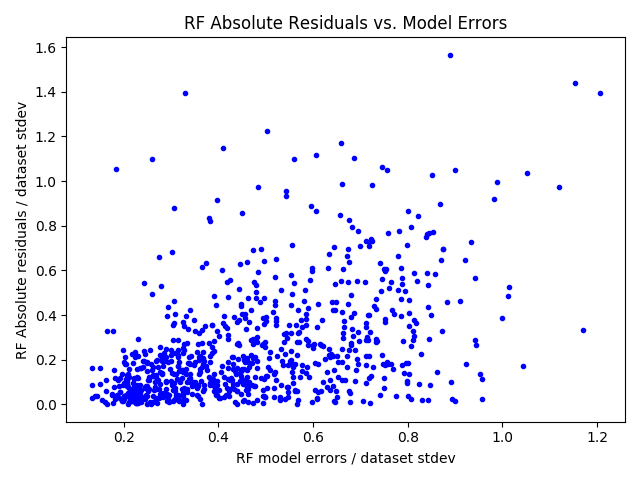 RF Absolute Residuals vs. Model Errors
1.6
1.4
1.2
1.0
0.8
0.6
0.4
0.2
0.0
RF Absolute residuals / dataset stdev
0.2 0.4 0.6 0.8 1.0 1.2
RF model errors / dataset stdev